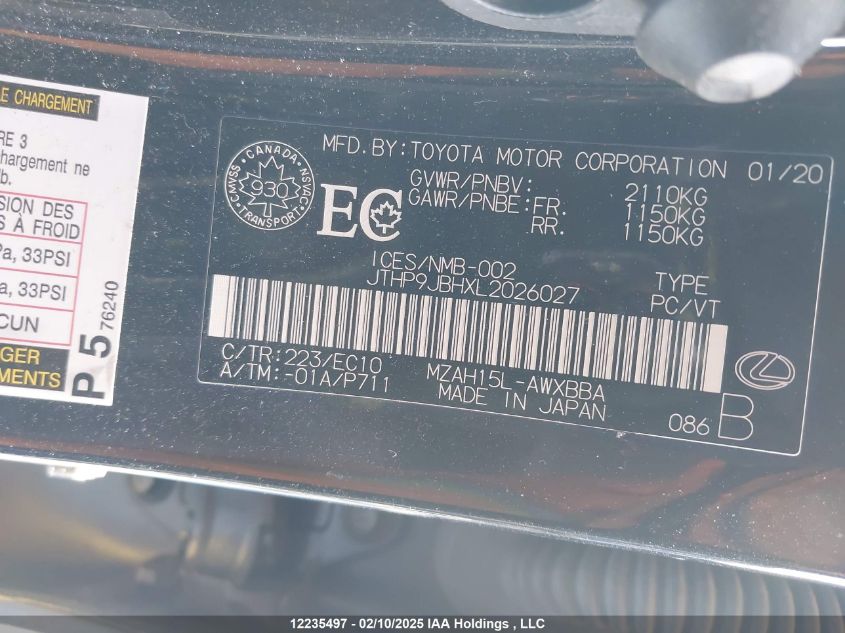 E CHARGEMENT
RE 3
hargement ne
lb.
SION DES
S À FROID
Pa, 33PSI
a, 33PSI
CUN
GER
EMENTS
P 5 76240
CANADA
CMVSS NSVAC
930
TRANSPORT
EC
MFD. BY: TOYOTA MOTOR CORPORATION 01/20
GVWR/PNBV: 2110KG
GAWR/PNBE: FR: 1150KG
RR. 1150KG
ICES/NMB-002
JTHP9JBHXL2026027
TYPE
PC/VT
C/TR: 223/EC10 MZAH15L-AWXBBA
A/TM: -01A/P711 MADE IN JAPAN
086 B
12235497 - 02/10/2025 IAA Holdings , LLC